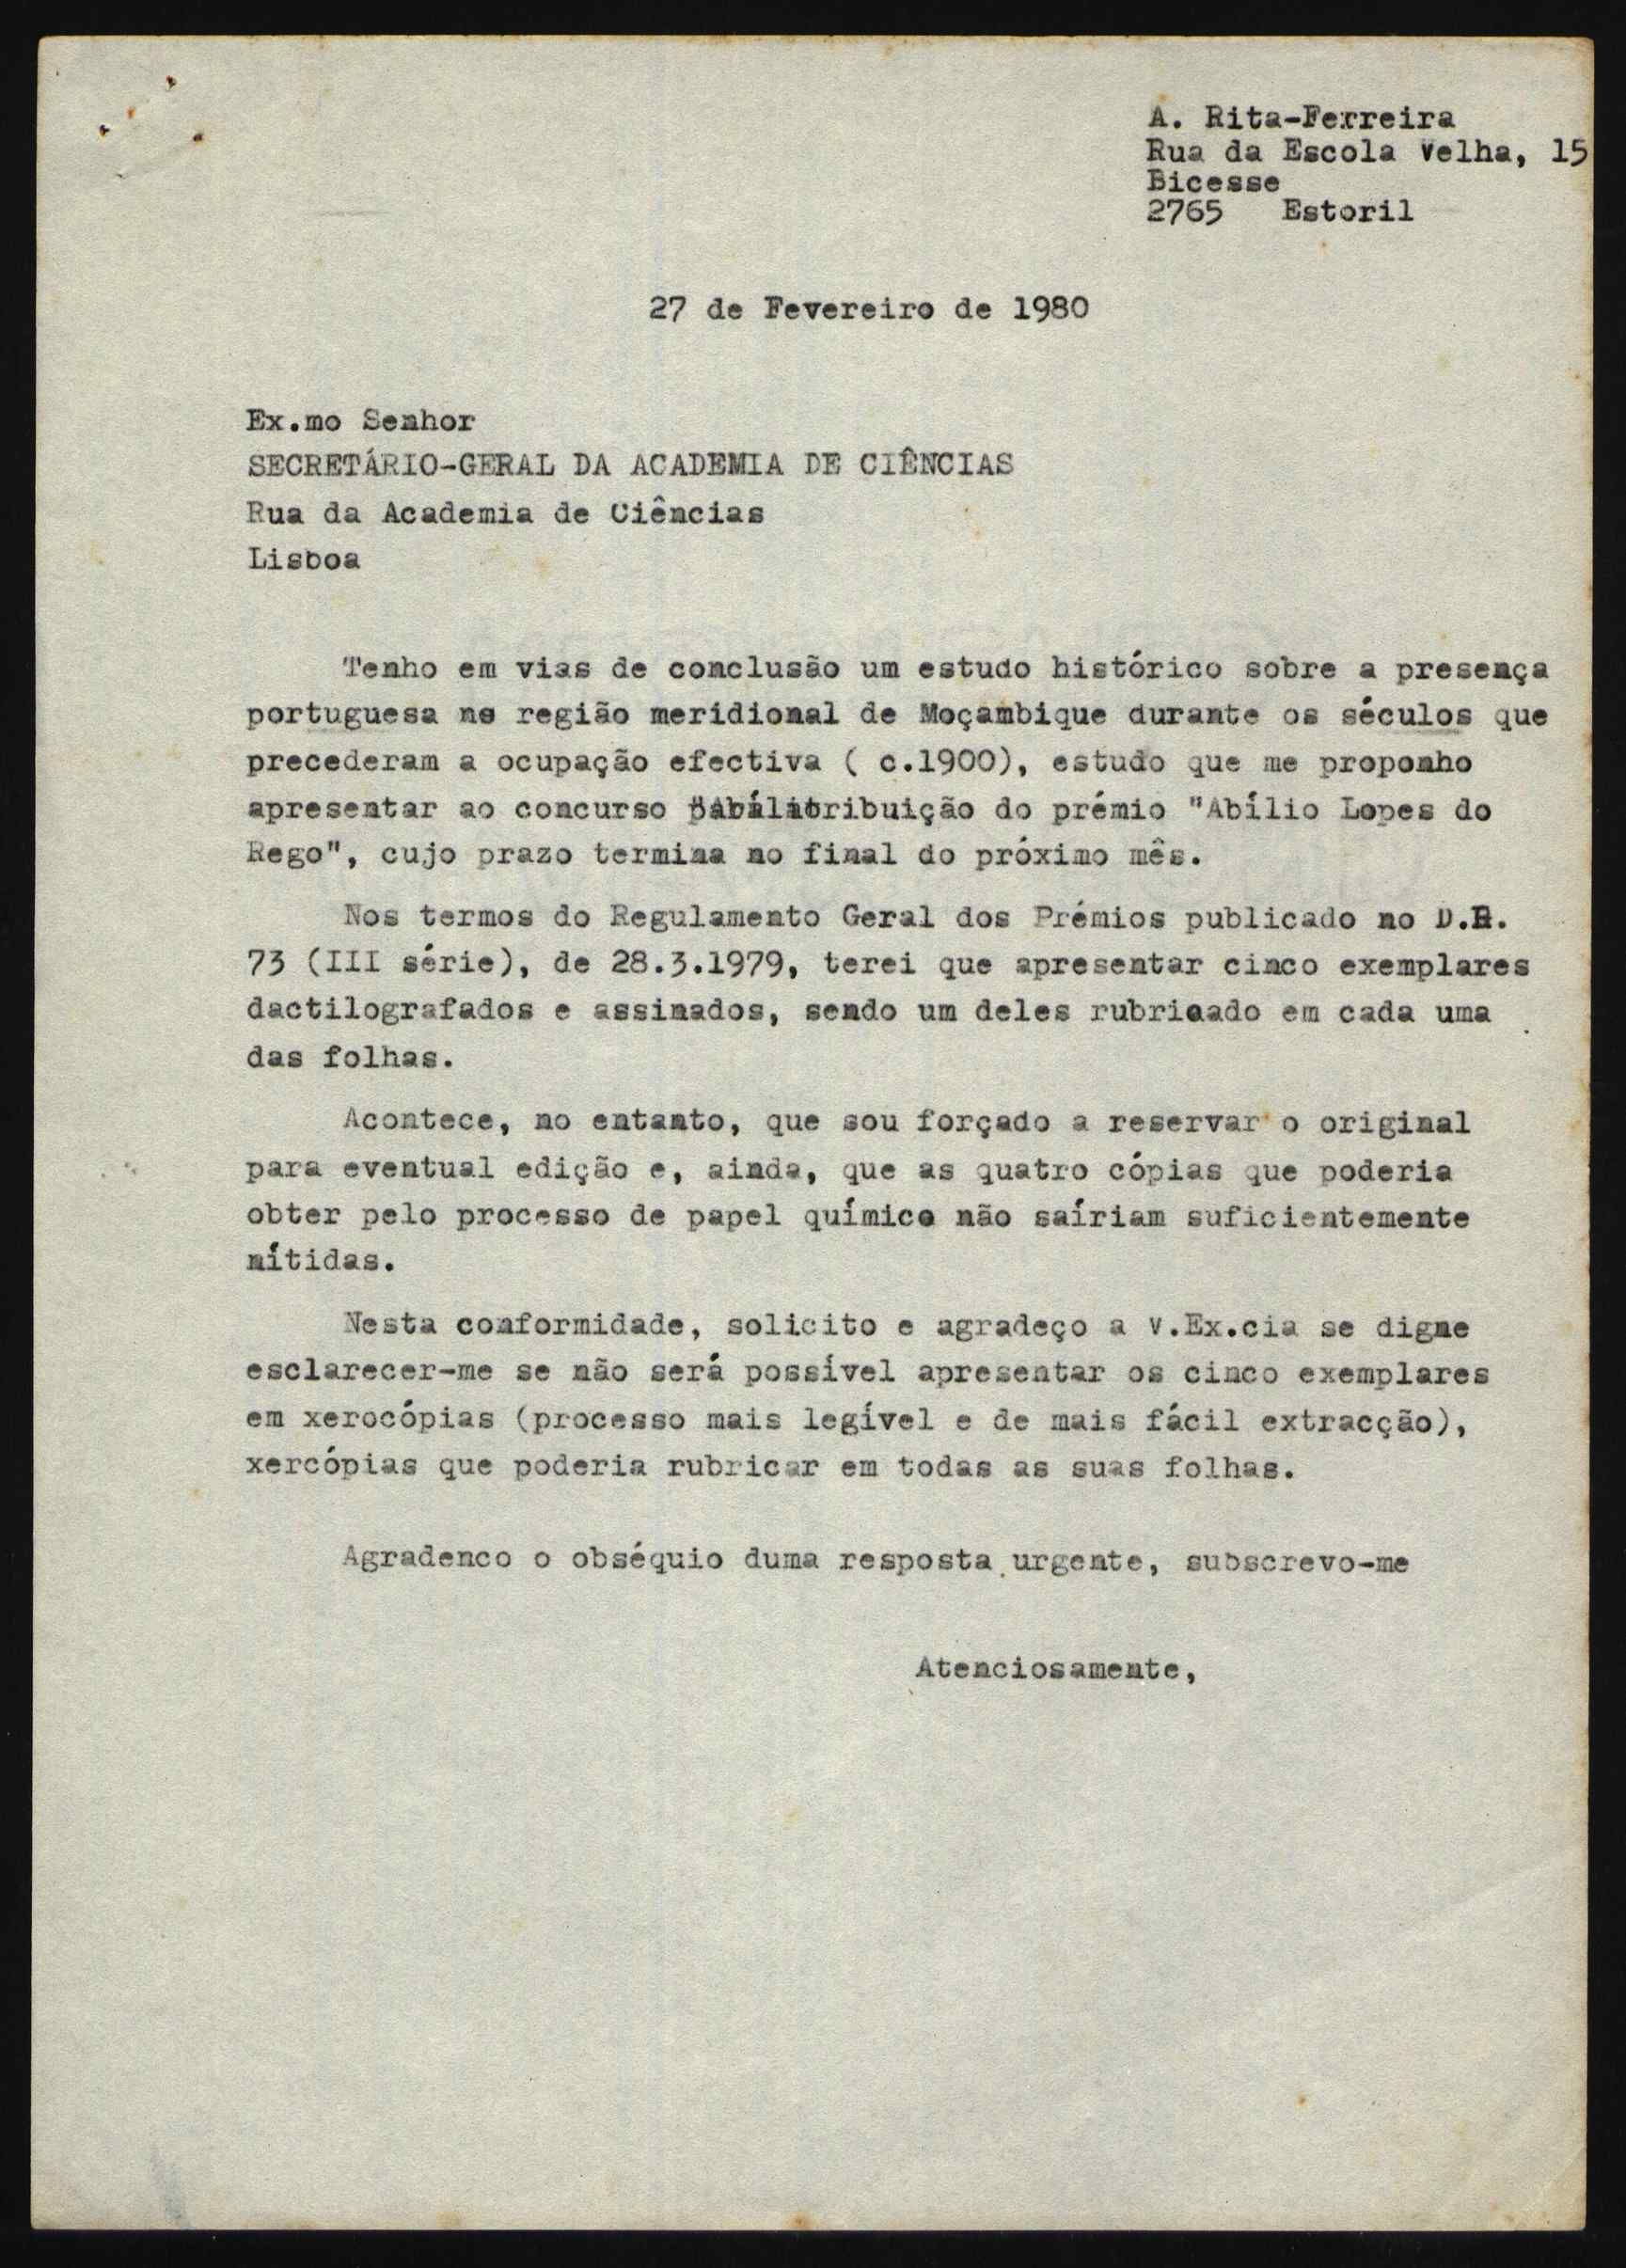 A. Rita-Ferreira
Rua da Escola Velha, 15
Bicesse
2765 Estoril
27 de Fevereiro de 1980
Ex.mo Senhor
SECRETÁRIO-GERAL DA ACADEMIA DE CIÊNCIAS
Rua da Academia de Ciências
Lisboa
Tenho em vias de conclusão um estudo histórico sobre a presença
portuguesa na região meridional de Moçambique durante os séculos que
precederam a ocupação efectiva ( c.1900), estudo que me proponho
apresentar ao concurso do prémio "Abílio Lopes do
Rego", cujo prazo termina no final do próximo mês.
Nos termos do Regulamento Geral dos Prémios publicado no D.R.
73 (III série), de 28.3.1979, terei que apresentar cinco exemplares
dactilografados e assinados, sendo um deles rubricado em cada uma
das folhas.
Acontece, no entanto, que sou forçado a reservar o original
para eventual edição e, ainda, que as quatro cópias que poderia
obter pelo processo de papel químico não saíriam suficientemente
nítidas.
Nesta conformidade, solicito e agradeço a V.Ex.cia se digne
esclarecer-me se não será possível apresentar os cinco exemplares
em xerocópias (processo mais legível e de mais fácil extracção),
xercópias que poderia rubricar em todas as suas folhas.
Agradenco o obséquio duma resposta urgente, subscrevo-me
Atenciosamente,